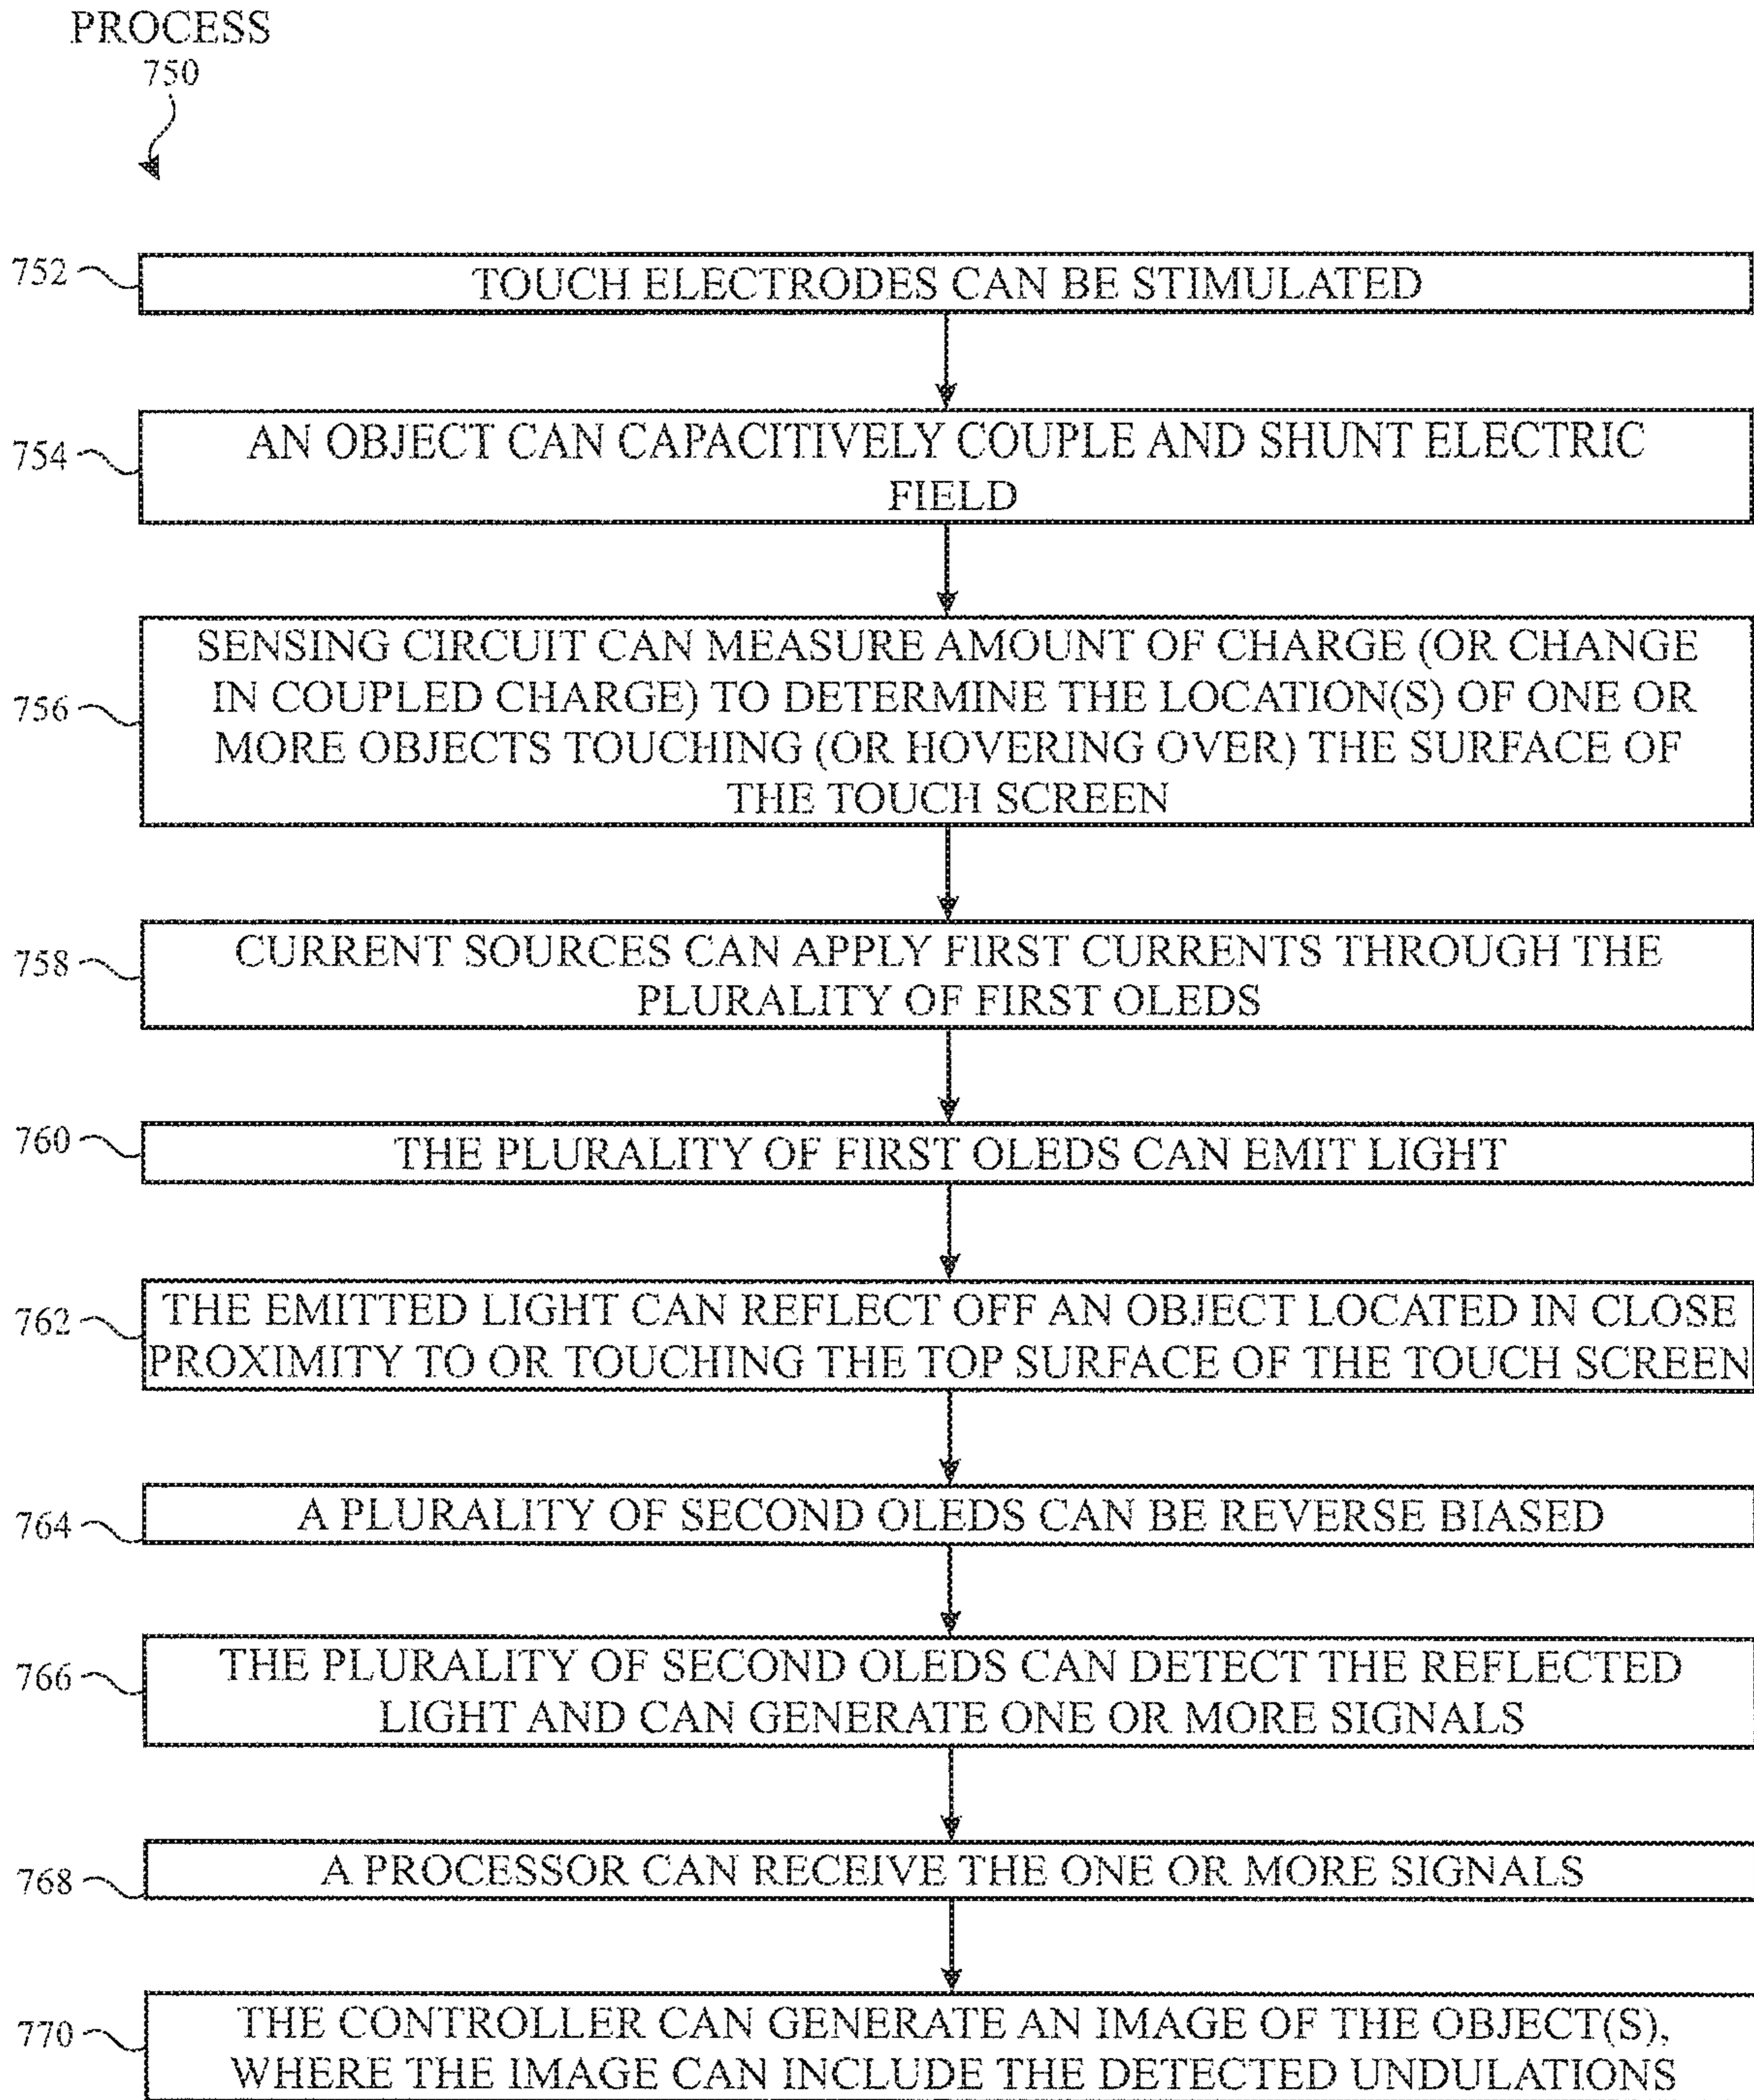 PROCESS
750
752
TOUCH ELECTRODES CAN BE STIMULATED
754
AN OBJECT CAN CAPACITIVELY COUPLE AND SHUNT ELECTRIC
FIELD
756
SENSING CIRCUIT CAN MEASURE AMOUNT OF CHARGE (OR CHANGE
IN COUPLED CHARGE) TO DETERMINE THE LOCATION(S) OF ONE OR
MORE OBJECTS TOUCHING (OR HOVERING OVER) THE SURFACE OF
THE TOUCH SCREEN
758
CURRENT SOURCES CAN APPLY FIRST CURRENTS THROUGH THE
PLURALITY OF FIRST OLEDS
760
THE PLURALITY OF FIRST OLEDS CAN EMIT LIGHT
762
THE EMITTED LIGHT CAN REFLECT OFF AN OBJECT LOCATED IN CLOSE
PROXIMITY TO OR TOUCHING THE TOP SURFACE OF THE TOUCH SCREEN
764
A PLURALITY OF SECOND OLEDS CAN BE REVERSE BIASED
766
THE PLURALITY OF SECOND OLEDS CAN DETECT THE REFLECTED
LIGHT AND CAN GENERATE ONE OR MORE SIGNALS
768
A PROCESSOR CAN RECEIVE THE ONE OR MORE SIGNALS
770
THE CONTROLLER CAN GENERATE AN IMAGE OF THE OBJECT(S),
WHERE THE IMAGE CAN INCLUDE THE DETECTED UNDULATIONS